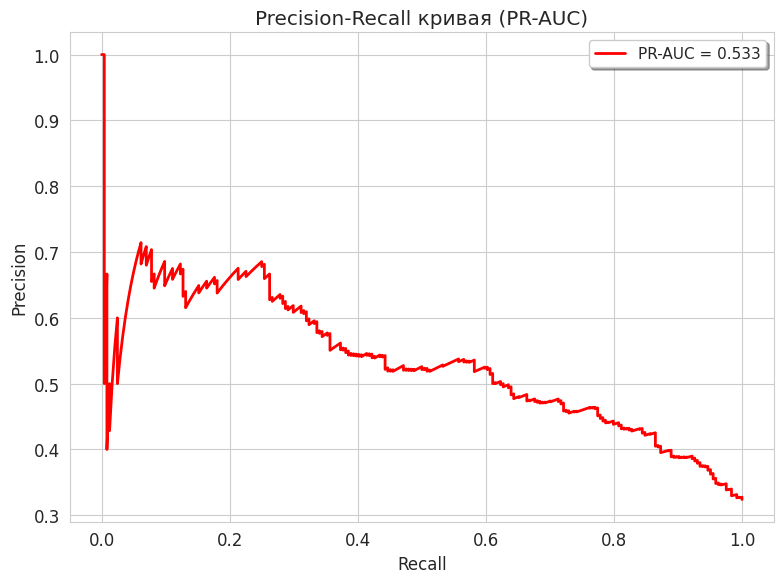 Precision-Recall кривая (PR-AUC)
PR-AUC = 0.533
1.0
0.9
0.8
0.7
0.6
0.5
0.4
0.3
Precision
0.0 0.2 0.4 0.6 0.8 1.0
Recall